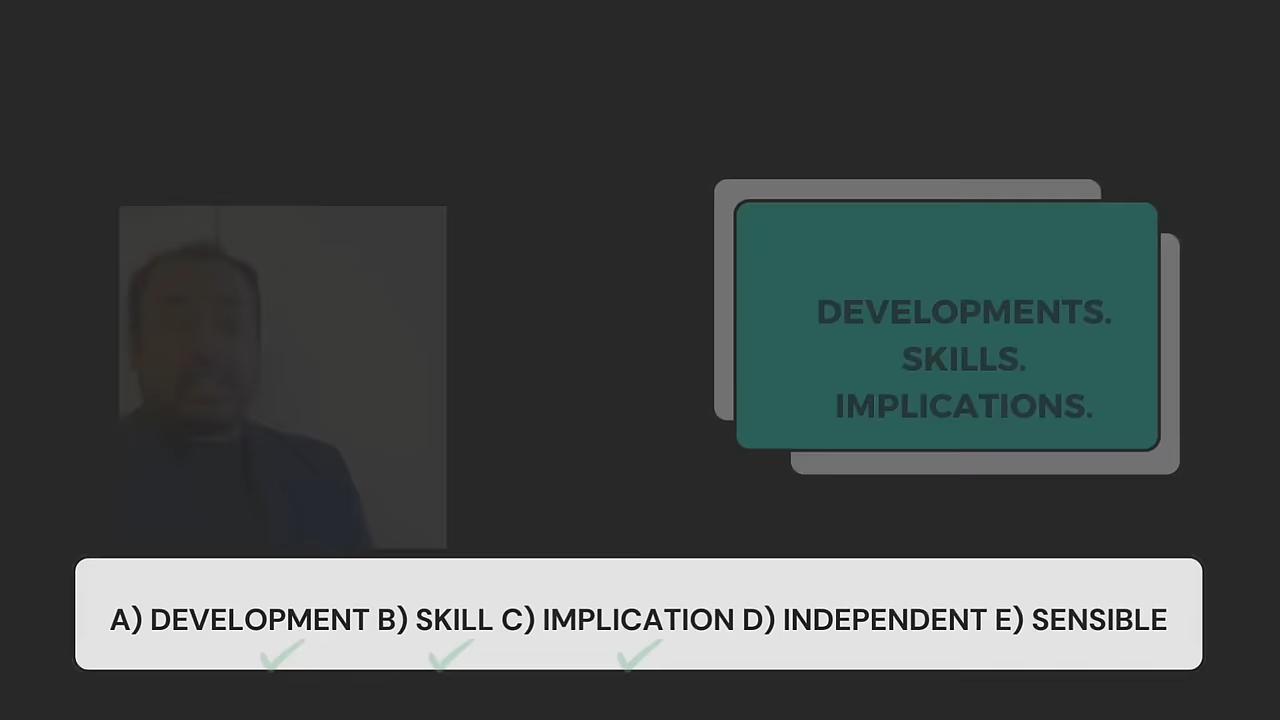 DEVELOPMENTS.
SKILLS.
IMPLICATIONS.
A) DEVELOPMENT B) SKILL C) IMPLICATION D) INDEPENDENT E) SENSIBLE